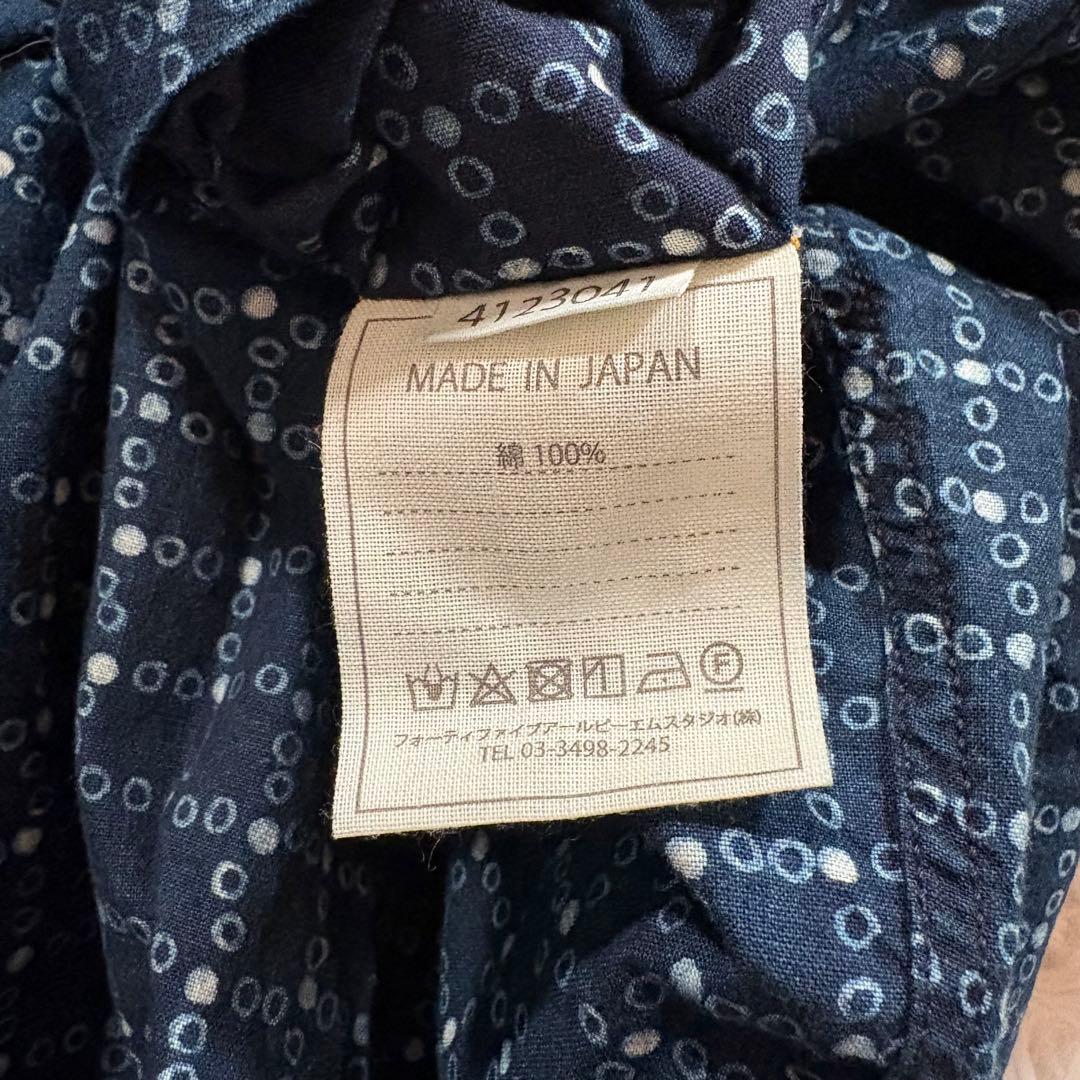 4123041
MADE IN JAPAN
綿 100%
フォーティファイブアールピーエムスタジオ(株)
TEL 03-3498-2245